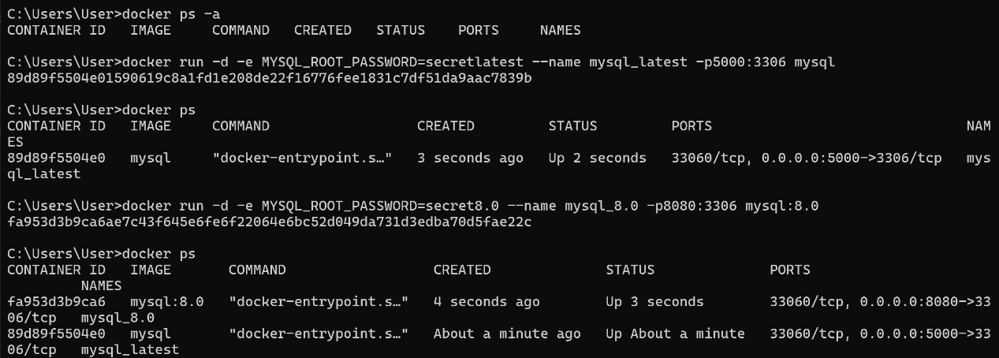 C:\Users\User>docker ps -a
CONTAINER ID   IMAGE     COMMAND   CREATED   STATUS    PORTS     NAMES
C:\Users\User>docker run -d -e MYSQL_ROOT_PASSWORD=secretlatest --name mysql_latest -p5000:3306 mysql
89d89f5504e01590619c8a1fd1e208de22f16776fee1831c7df51da9aac7839b
C:\Users\User>docker ps
CONTAINER ID   IMAGE     COMMAND                  CREATED         STATUS         PORTS                               NAM
ES
89d89f5504e0   mysql     "docker-entrypoint.s…"   3 seconds ago   Up 2 seconds   33060/tcp, 0.0.0.0:5000->3306/tcp   mys
ql_latest
C:\Users\User>docker run -d -e MYSQL_ROOT_PASSWORD=secret8.0 --name mysql_8.0 -p8080:3306 mysql:8.0
fa953d3b9ca6ae7c43f645e6fe6f22064e6bc52d049da731d3edba70d5fae22c
C:\Users\User>docker ps
CONTAINER ID   IMAGE       COMMAND                  CREATED              STATUS              PORTS
         NAMES
fa953d3b9ca6   mysql:8.0   "docker-entrypoint.s…"   4 seconds ago        Up 3 seconds        33060/tcp, 0.0.0.0:8080->33
06/tcp   mysql_8.0
89d89f5504e0   mysql       "docker-entrypoint.s…"   About a minute ago   Up About a minute   33060/tcp, 0.0.0.0:5000->33
06/tcp   mysql_latest